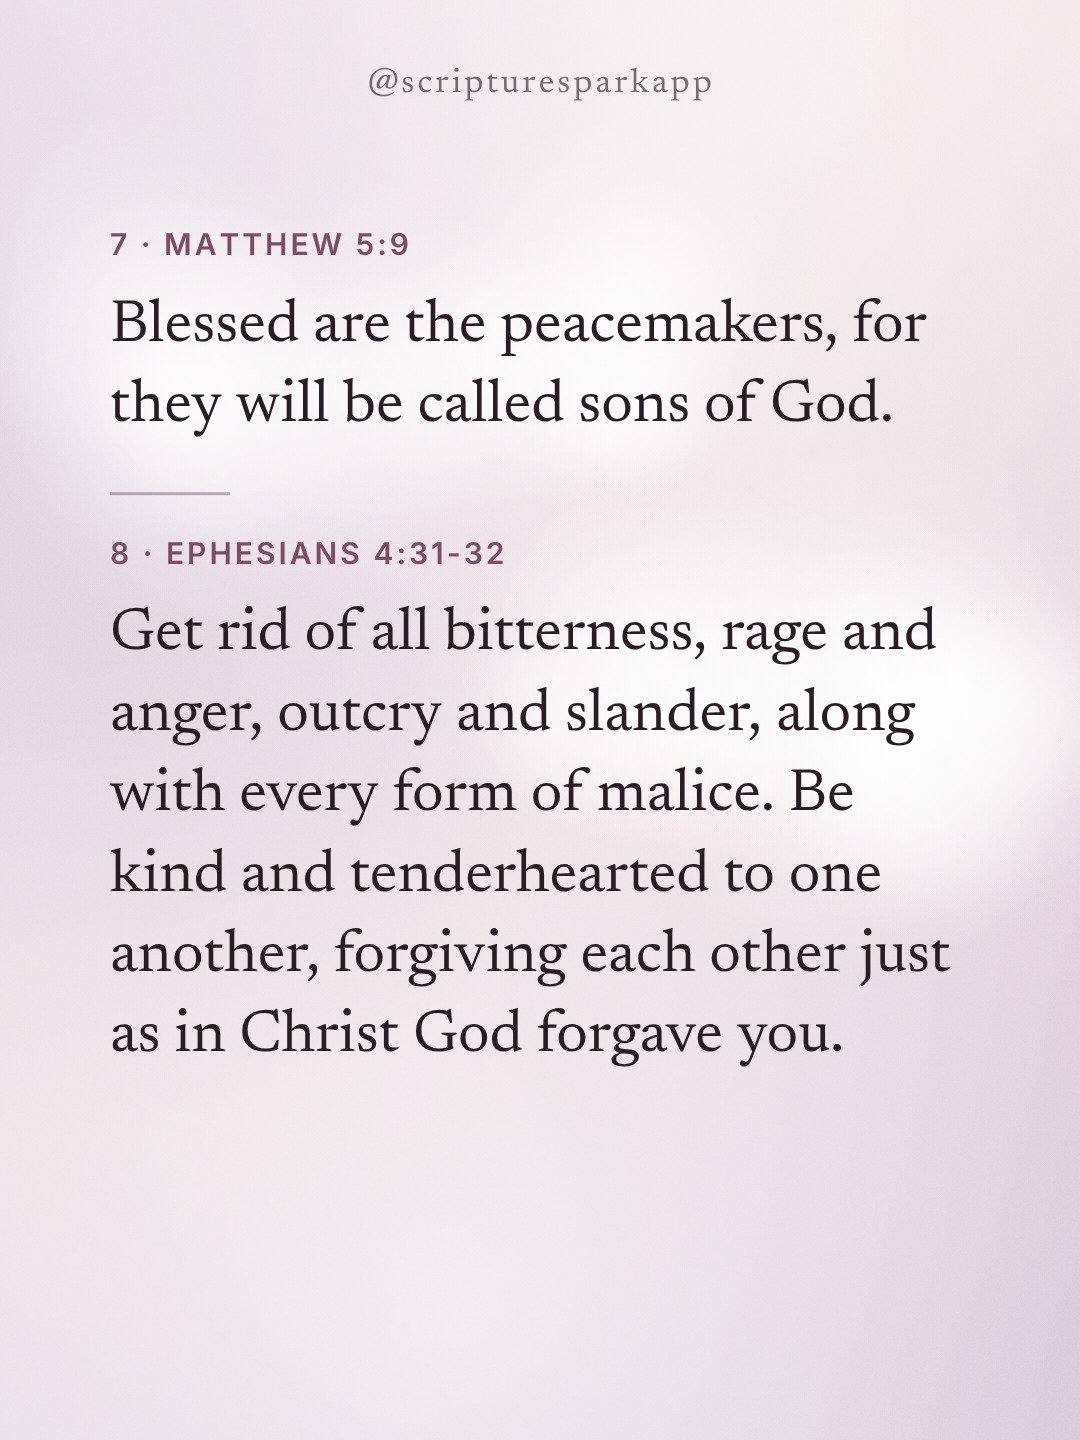 @scripturesparkapp
7 · MATTHEW 5:9
Blessed are the peacemakers, for
they will be called sons of God.
8 · EPHESIANS 4:31-32
Get rid of all bitterness, rage and
anger, outcry and slander, along
with every form of malice. Be
kind and tenderhearted to one
another, forgiving each other just
as in Christ God forgave you.